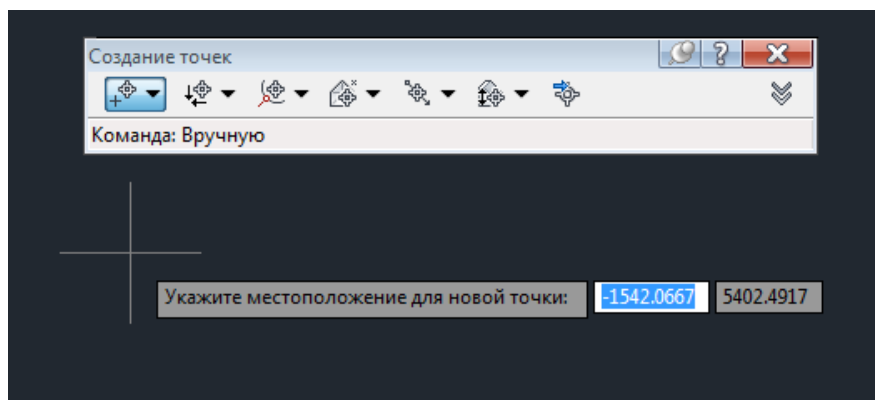 Создание точек
Команда: Вручную
Укажите местоположение для новой точки: -1542.0667 5402.4917